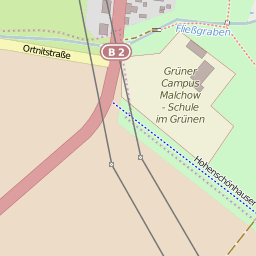 Fließgraben
Ortnitstraße
B 2
Grüner
Campus
Malchow
- Schule
im Grünen
Hohenschönhauser